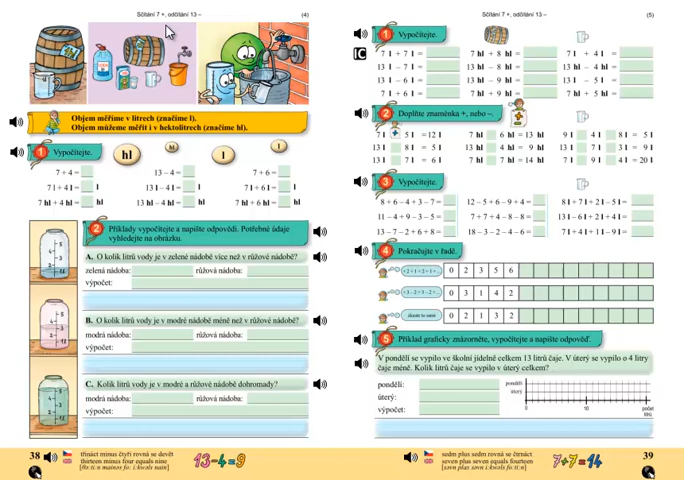 Sčítání 7 +, odčítání 13 –
(4)
Objem měříme v litrech (značíme l).
Objem můžeme měřit i v hektolitrech (značíme hl).
1 Vypočítejte.
hl hl l l
7 + 4 =
13 – 4 =
7 + 6 =
7 l + 4 l = l
13 l – 4 l = l
7 l + 6 l = l
7 hl + 4 hl = hl
13 hl – 4 hl = hl
7 hl + 6 hl = hl
2 Příklady vypočítejte a napište odpovědi. Potřebné údaje
vyhledejte na obrázku.
A. O kolik litrů vody je v zelené nádobě více než v růžové nádobě?
zelená nádoba: růžová nádoba:
výpočet:
B. O kolik litrů vody je v modré nádobě méně než v růžové nádobě?
modrá nádoba: růžová nádoba:
výpočet:
C. Kolik litrů vody je v modré a růžové nádobě dohromady?
modrá nádoba: růžová nádoba:
výpočet:
38
třináct minus čtyři rovná se devět
thirteen minus four equals nine
13-4=9
Sčítání 7 +, odčítání 13 –
(5)
1 Vypočítejte.
7 l + 7 l =
7 hl + 8 hl =
7 l + 4 l =
13 l – 7 l =
13 hl – 8 hl =
13 hl – 4 hl =
13 l – 6 l =
13 hl – 9 hl =
13 l – 5 l =
7 l + 6 l =
7 hl + 9 hl =
7 hl + 5 hl =
2 Doplňte znaménka +, nebo –.
7 l 5 l = 12 l
7 hl 6 hl = 13 hl
9 l 4 l 8 l = 5 l
13 l 8 l = 5 l
13 hl 4 hl = 9 hl
13 l 7 l 3 l = 9 l
13 l 7 l = 6 l
7 hl 7 hl = 14 hl
7 l 9 l 4 l = 20 l
3 Vypočítejte.
8 + 6 – 4 + 3 – 7 =
12 – 5 + 6 – 9 + 4 =
8 l + 7 l + 2 l – 5 l =
11 – 4 + 9 – 3 – 5 =
7 + 7 + 4 – 8 – 8 =
13 l – 6 l + 2 l + 4 l =
13 – 7 – 2 + 6 + 8 =
18 – 3 – 2 – 4 – 6 =
7 l + 4 l + 1 l – 9 l =
4 Pokračujte v řadě.
0 2 3 5 6
0 3 1 4 2
0 2 1 3 2
5 Příklad graficky znázorněte, vypočítejte a napište odpověď.
V pondělí se vypilo ve školní jídelně celkem 13 litrů čaje. V úterý se vypilo o 4 litry
čaje méně. Kolik litrů čaje se vypilo v úterý celkem?
pondělí:
úterý:
výpočet:
pondělí
úterý
0 10 počet
litrů
sedm plus sedm rovná se čtrnáct
seven plus seven equals fourteen
7+7=14
39